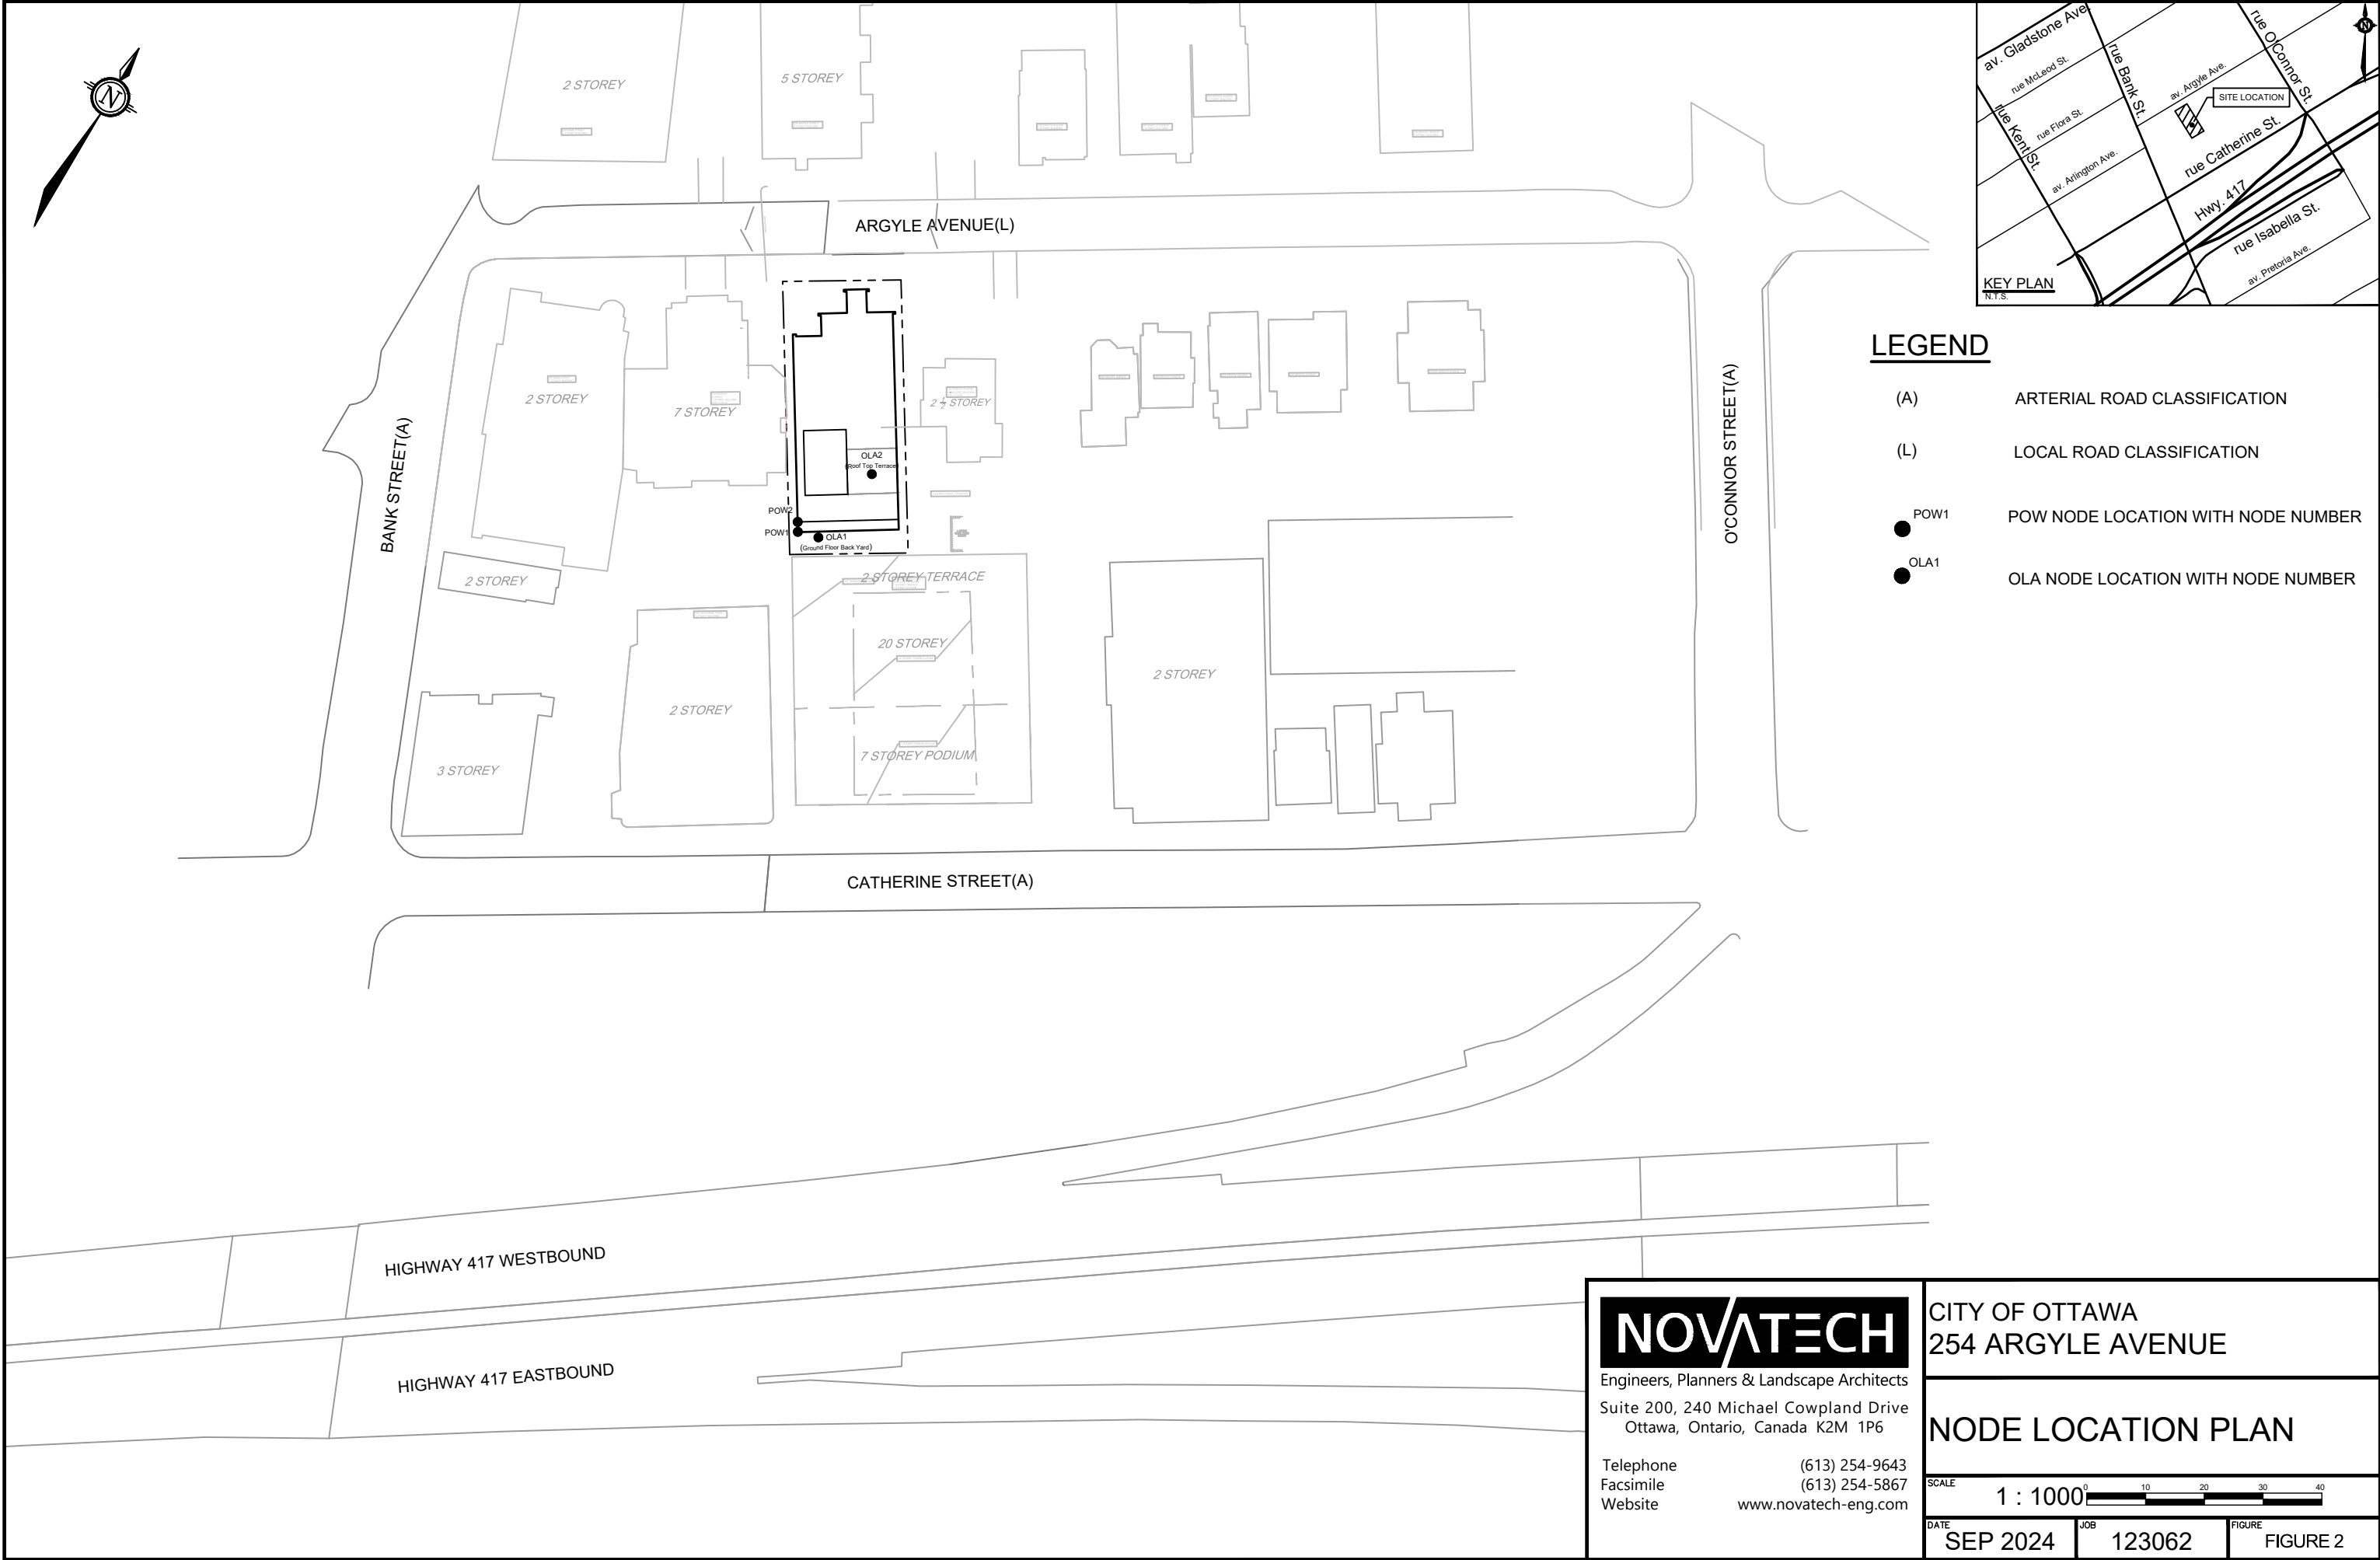 2 STOREY
5 STOREY
N
ARGYLE AVENUE(L)
BANK STREET(A)
O'CONNOR STREET(A)
2 STOREY
7 STOREY
2 ½ STOREY
OLA2
(Roof Top Terrace)
POW2
POW1
OLA1
(Ground Floor Back Yard)
2 STOREY
2 STOREY TERRACE
20 STOREY
2 STOREY
2 STOREY
7 STOREY PODIUM
3 STOREY
CATHERINE STREET(A)
HIGHWAY 417 WESTBOUND
HIGHWAY 417 EASTBOUND
av. Gladstone Ave.
rue McLeod St.
rue Flora St.
av. Arlington Ave.
rue Kent St.
rue Bank St.
av. Argyle Ave.
rue O'Connor St.
N
SITE LOCATION
rue Catherine St.
Hwy. 417
rue Isabella St.
av. Pretoria Ave.
KEY PLAN
N.T.S.
LEGEND
(A) ARTERIAL ROAD CLASSIFICATION
(L) LOCAL ROAD CLASSIFICATION
POW1 POW NODE LOCATION WITH NODE NUMBER
OLA1 OLA NODE LOCATION WITH NODE NUMBER
NOVATECH
Engineers, Planners & Landscape Architects
Suite 200, 240 Michael Cowpland Drive
Ottawa, Ontario, Canada K2M 1P6
Telephone (613) 254-9643
Facsimile (613) 254-5867
Website www.novatech-eng.com
CITY OF OTTAWA
254 ARGYLE AVENUE
NODE LOCATION PLAN
SCALE
1 : 1000
0 10 20 30 40
DATE SEP 2024
JOB 123062
FIGURE FIGURE 2